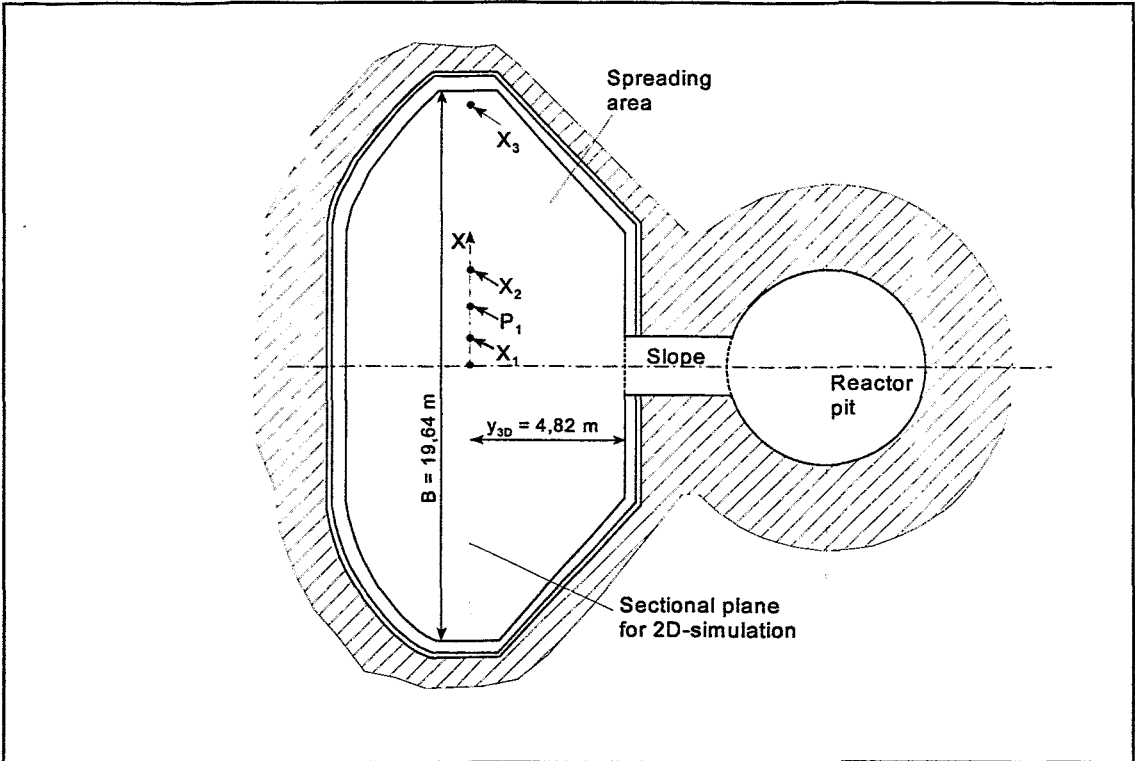 Spreading
area
X₃
X
X₂
P₁
X₁
Slope
Reactor
pit
y₃D = 4,82 m
B = 19,64 m
Sectional plane
for 2D-simulation